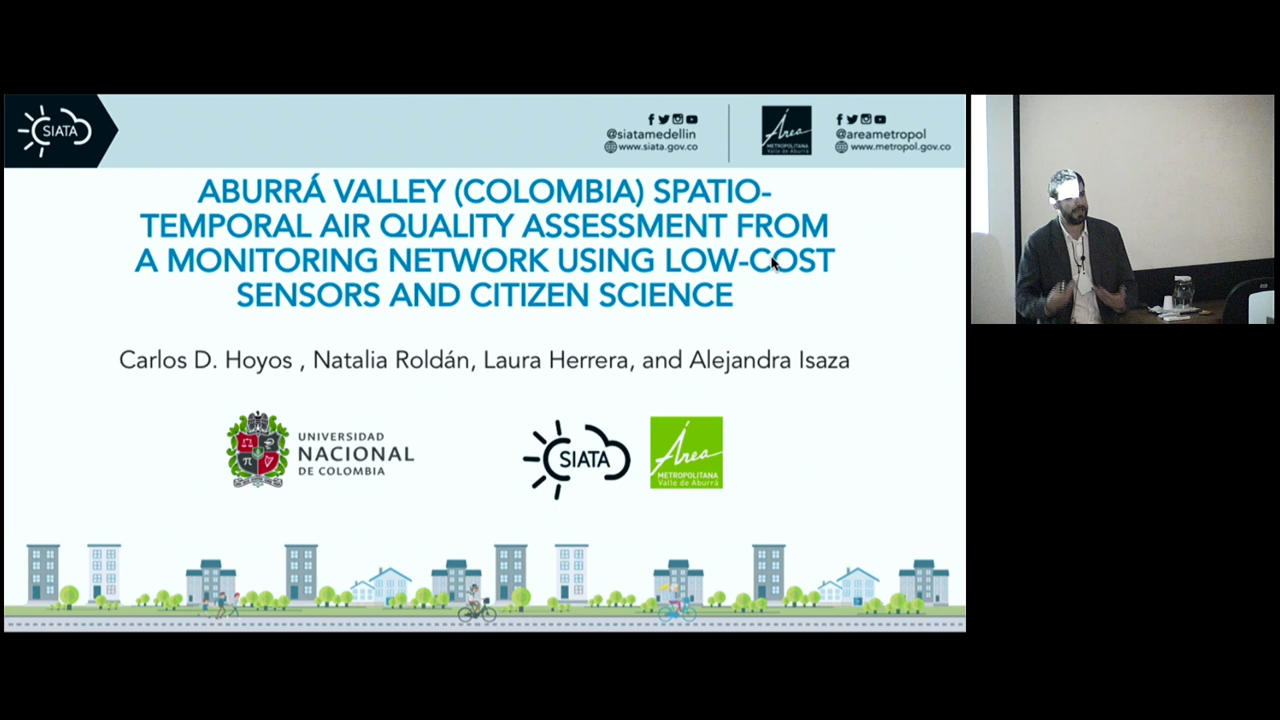 SIATA
@siatamedellin
www.siata.gov.co
Área
METROPOLITANA
Valle de Aburrá
@areametropol
www.metropol.gov.co
ABURRÁ VALLEY (COLOMBIA) SPATIO-
TEMPORAL AIR QUALITY ASSESSMENT FROM
A MONITORING NETWORK USING LOW-COST
SENSORS AND CITIZEN SCIENCE
Carlos D. Hoyos , Natalia Roldán, Laura Herrera, and Alejandra Isaza
UNIVERSIDAD
NACIONAL
DE COLOMBIA
SIATA
Área
METROPOLITANA
Valle de Aburrá